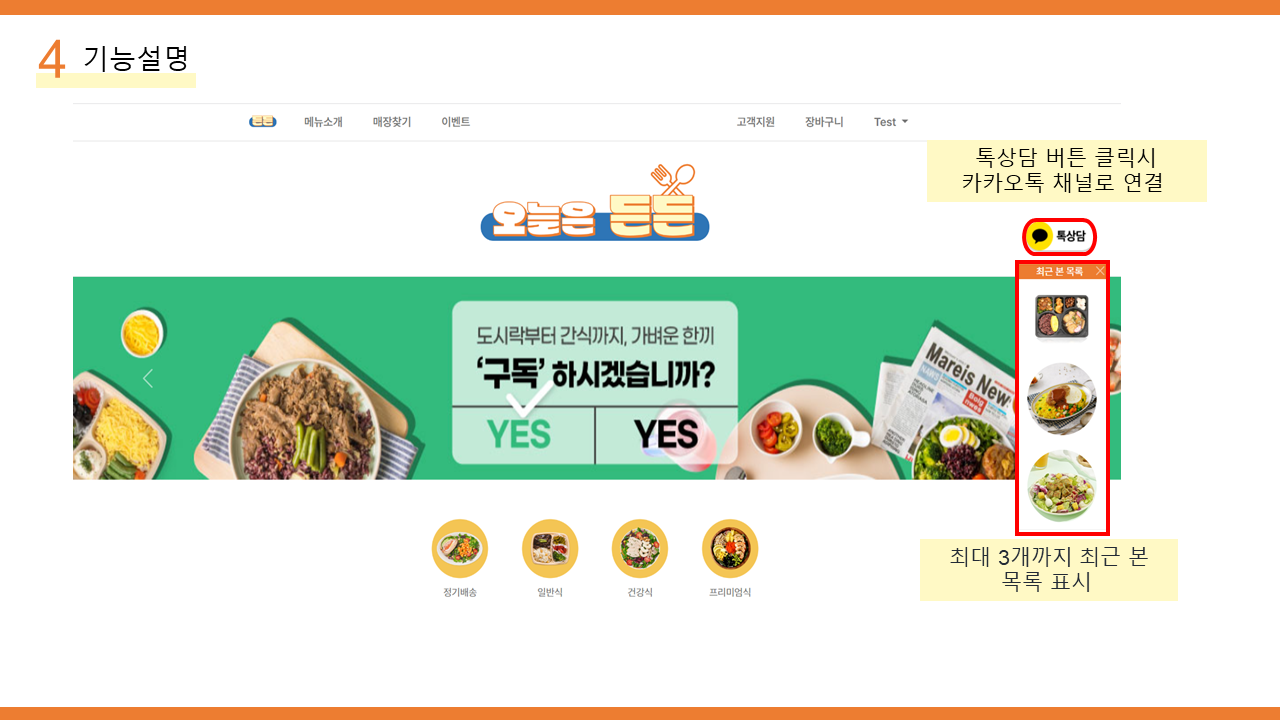 4 기능설명
든든 메뉴소개 매장찾기 이벤트 고객지원 장바구니 Test
톡상담 버튼 클릭시
카카오톡 채널로 연결
오늘은 든든
톡상담
최근 본 목록
도시락부터 간식까지, 가벼운 한끼
‘구독’ 하시겠습니까?
YES YES
Mareis New
최대 3개까지 최근 본
목록 표시
정기배송 일반식 건강식 프리미엄식